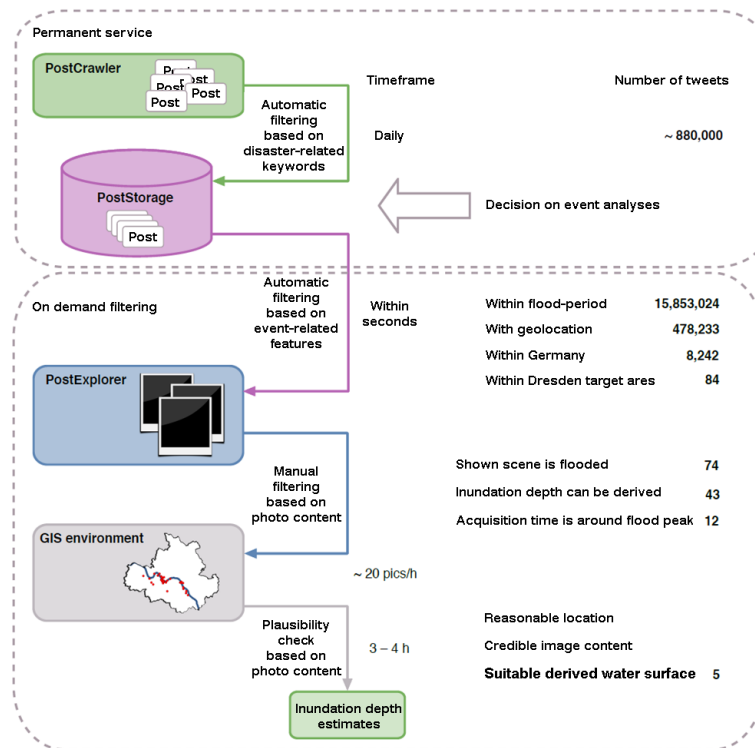 Permanent service
PostCrawler
Post
Post
Post
Post
Post
Timeframe
Number of tweets
Automatic
filtering
based on
disaster-related
keywords
Daily
~ 880,000
PostStorage
Post
Decision on event analyses
On demand filtering
Automatic
filtering
based on
event-related
features
Within
seconds
Within flood-period 15,853,024
With geolocation 478,233
Within Germany 8,242
Within Dresden target ares 84
PostExplorer
Manual
filtering
based on
photo content
Shown scene is flooded 74
Inundation depth can be derived 43
Acquisition time is around flood peak 12
GIS environment
~ 20 pics/h
Plausibility
check
based on
photo content
3 – 4 h
Reasonable location
Credible image content
Suitable derived water surface 5
Inundation depth
estimates